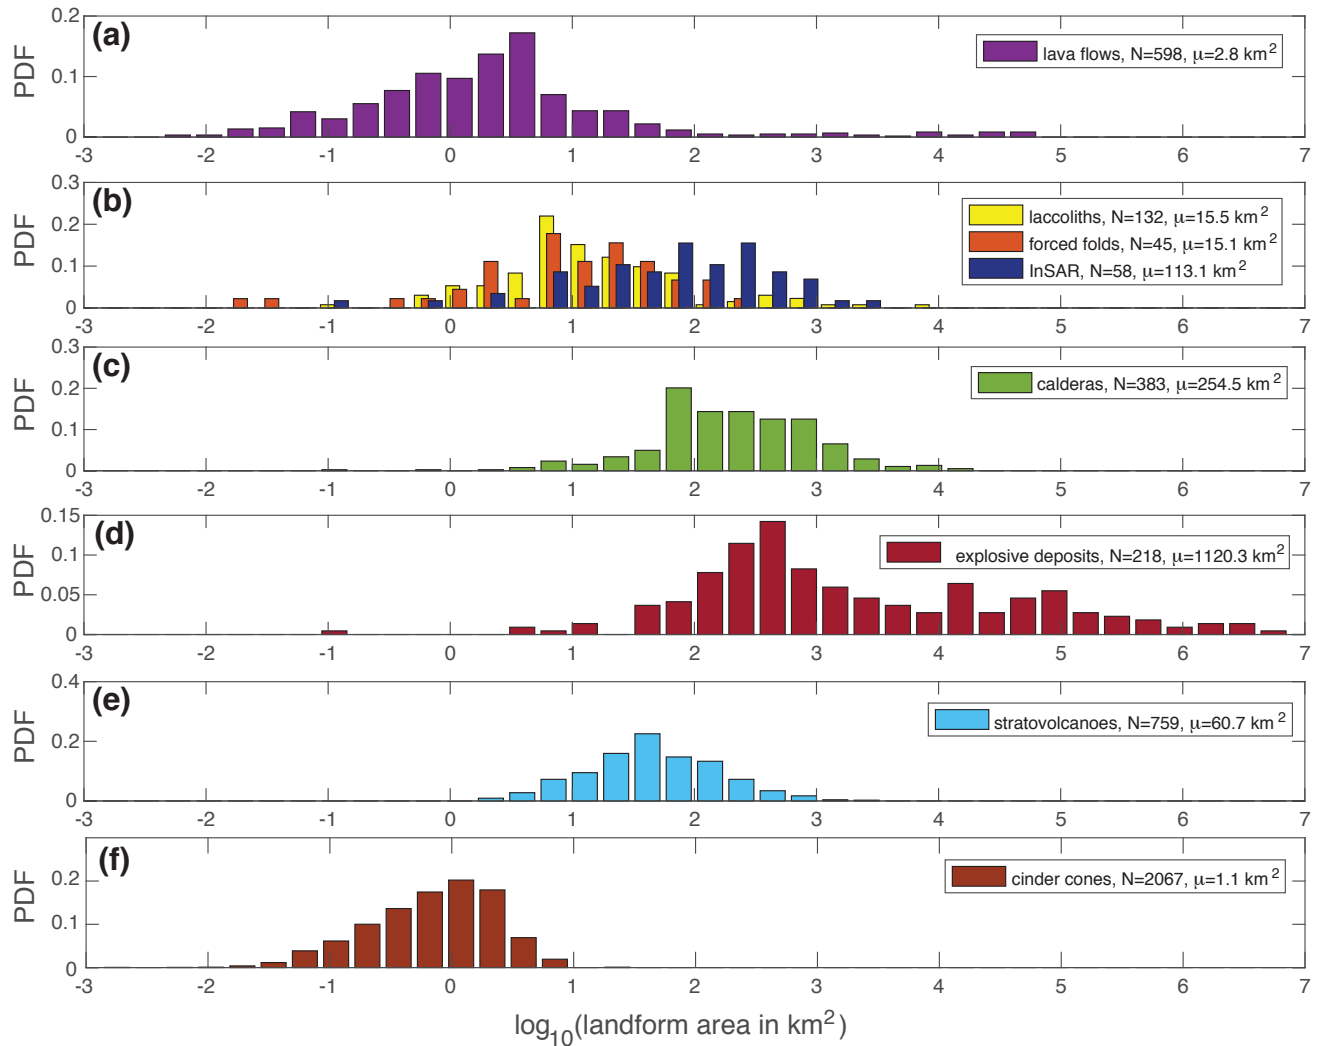 (a)
PDF
0.2
0.1
0
lava flows, N=598, μ=2.8 km²
-3 -2 -1 0 1 2 3 4 5 6 7
(b)
PDF
0.3
0.2
0.1
0
laccoliths, N=132, μ=15.5 km²
forced folds, N=45, μ=15.1 km²
InSAR, N=58, μ=113.1 km²
-3 -2 -1 0 1 2 3 4 5 6 7
(c)
PDF
0.3
0.2
0.1
0
calderas, N=383, μ=254.5 km²
-3 -2 -1 0 1 2 3 4 5 6 7
(d)
PDF
0.15
0.1
0.05
0
explosive deposits, N=218, μ=1120.3 km²
-3 -2 -1 0 1 2 3 4 5 6 7
(e)
PDF
0.4
0.2
0
stratovolcanoes, N=759, μ=60.7 km²
-3 -2 -1 0 1 2 3 4 5 6 7
(f)
PDF
0.2
0.1
0
cinder cones, N=2067, μ=1.1 km²
-3 -2 -1 0 1 2 3 4 5 6 7
log₁₀(landform area in km²)